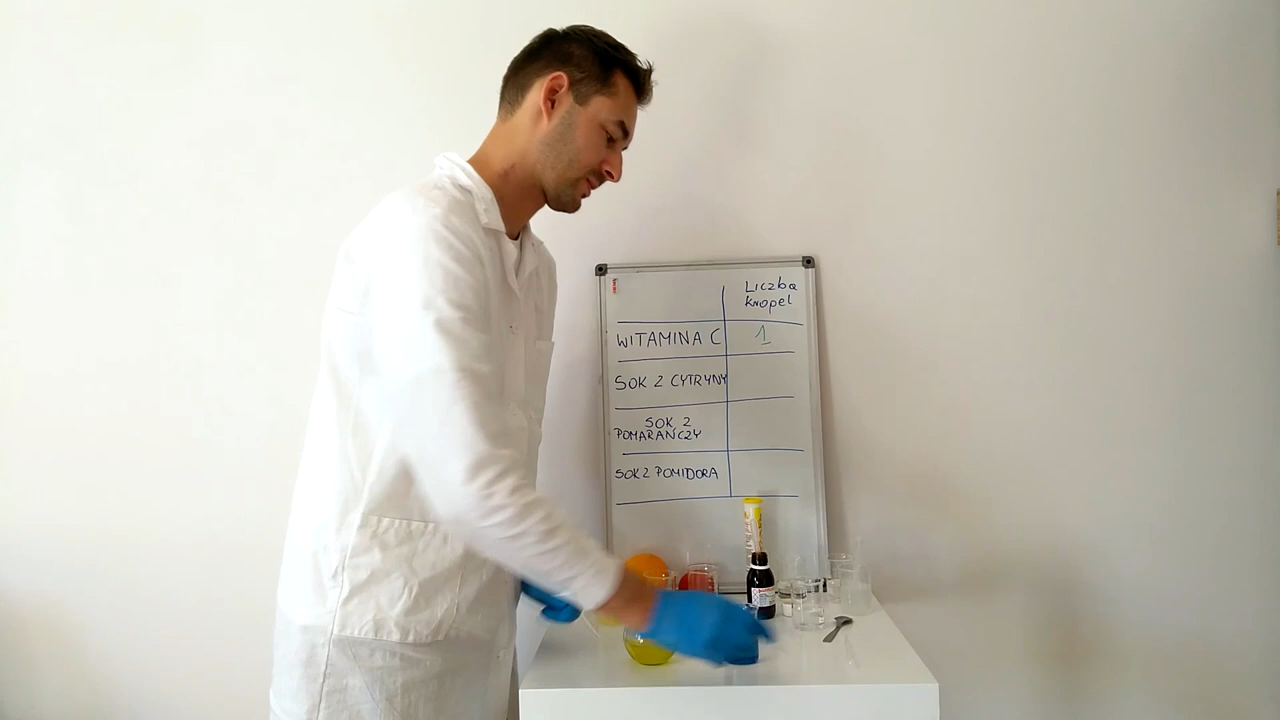 Liczba
kropel
WITAMINA C 1
SOK Z CYTRYNY
SOK Z
POMARAŃCZY
SOK Z POMIDORA